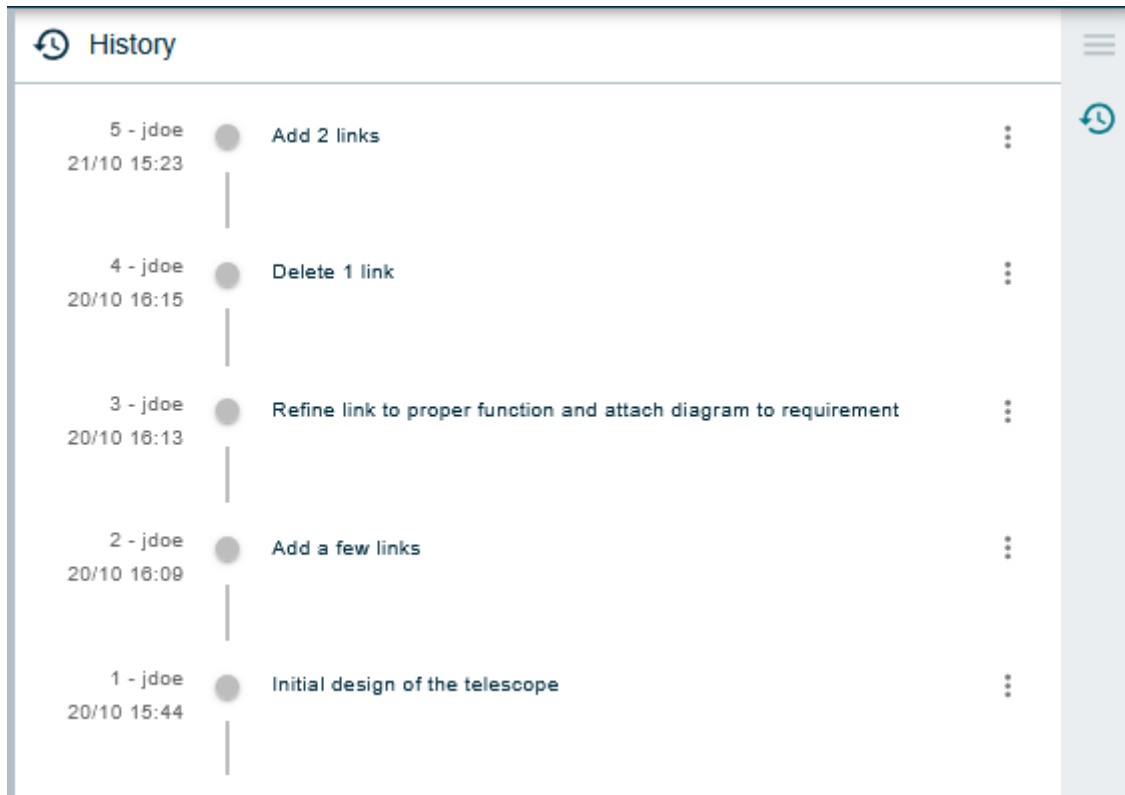 History
5 - jdoe
Add 2 links
21/10 15:23
4 - jdoe
Delete 1 link
20/10 16:15
3 - jdoe
Refine link to proper function and attach diagram to requirement
20/10 16:13
2 - jdoe
Add a few links
20/10 16:09
1 - jdoe
Initial design of the telescope
20/10 15:44